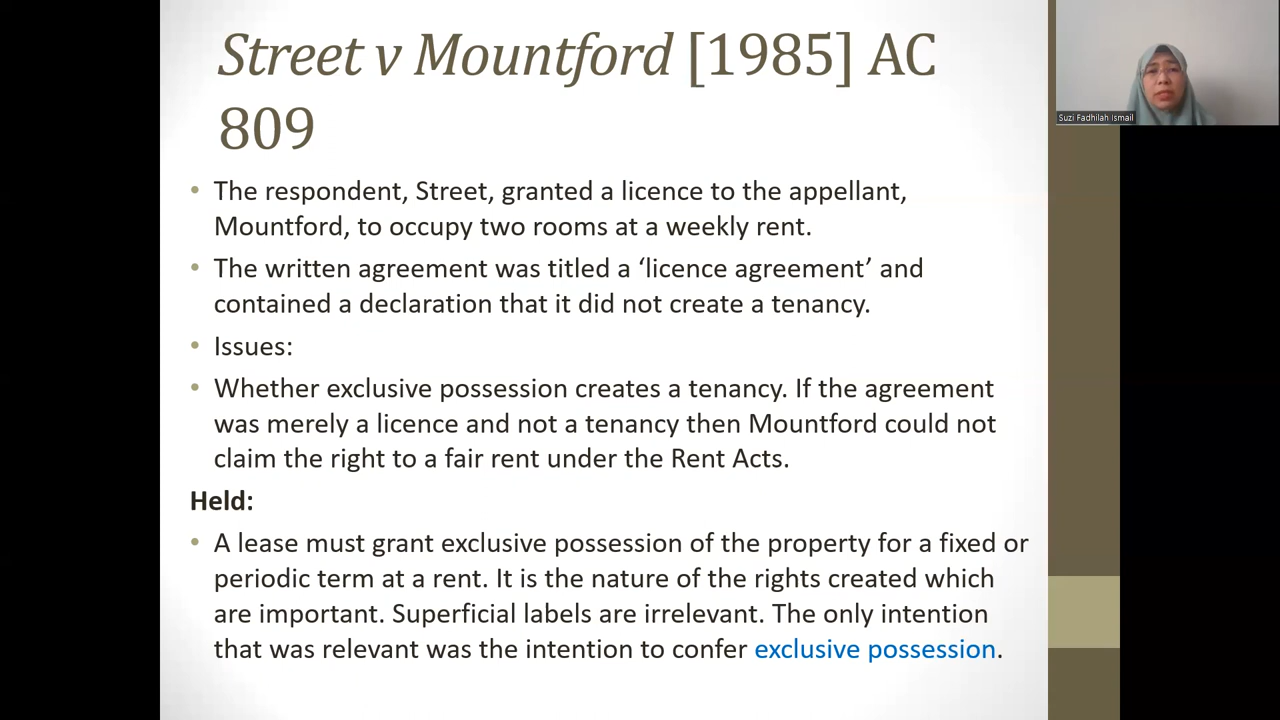 Street v Mountford [1985] AC
809
• The respondent, Street, granted a licence to the appellant,
Mountford, to occupy two rooms at a weekly rent.
• The written agreement was titled a ‘licence agreement’ and
contained a declaration that it did not create a tenancy.
• Issues:
• Whether exclusive possession creates a tenancy. If the agreement
was merely a licence and not a tenancy then Mountford could not
claim the right to a fair rent under the Rent Acts.
Held:
• A lease must grant exclusive possession of the property for a fixed or
periodic term at a rent. It is the nature of the rights created which
are important. Superficial labels are irrelevant. The only intention
that was relevant was the intention to confer exclusive possession.
Suzi Fadhilah Ismail